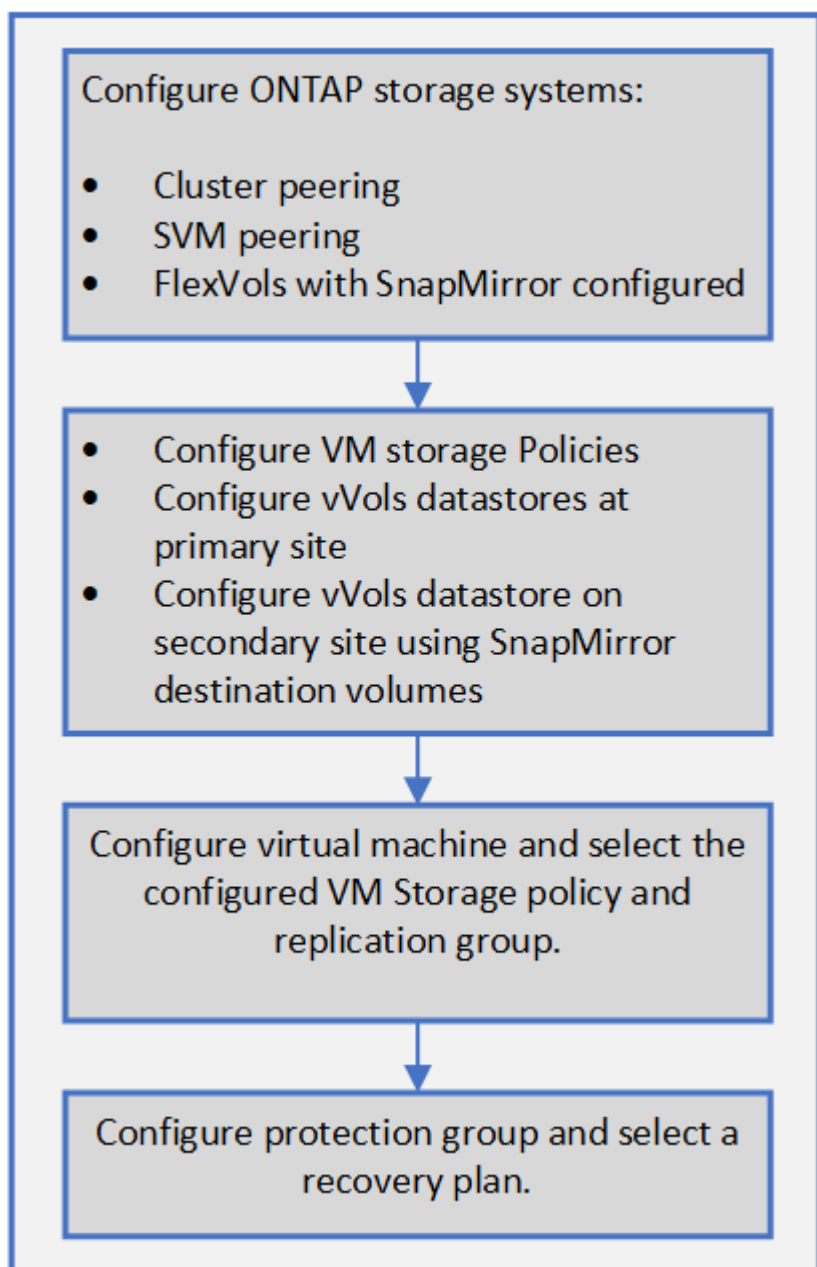 Configure ONTAP storage systems:
• Cluster peering
• SVM peering
• FlexVols with SnapMirror configured
• Configure VM storage Policies
• Configure vVols datastores at
primary site
• Configure vVols datastore on
secondary site using SnapMirror
destination volumes
Configure virtual machine and select the
configured VM Storage policy and
replication group.
Configure protection group and select a
recovery plan.